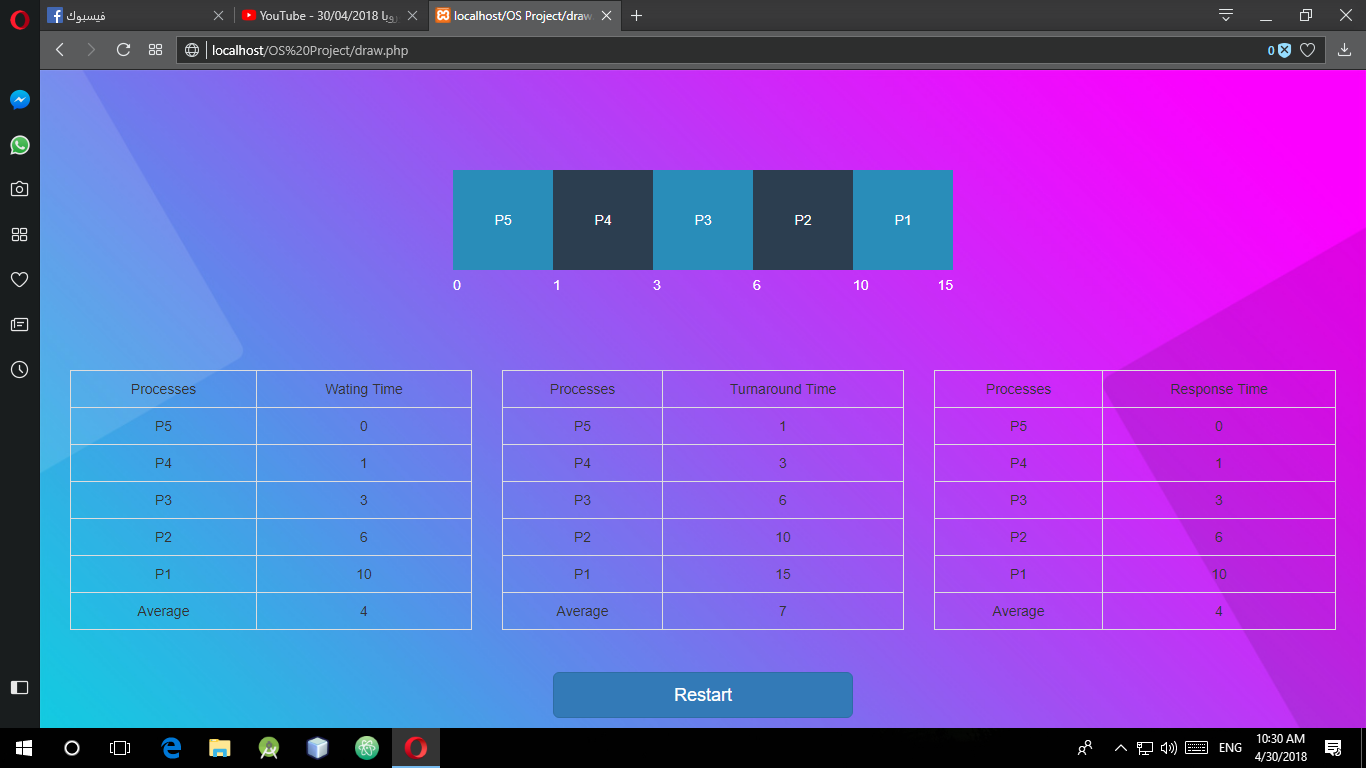 فيسبوك
YouTube - 30/04/2018
localhost/OS Project/draw.
localhost/OS%20Project/draw.php
0
P5 P4 P3 P2 P1
0 1 3 6 10 15
Processes Wating Time
P5 0
P4 1
P3 3
P2 6
P1 10
Average 4
Processes Turnaround Time
P5 1
P4 3
P3 6
P2 10
P1 15
Average 7
Processes Response Time
P5 0
P4 1
P3 3
P2 6
P1 10
Average 4
Restart
ENG
10:30 AM
4/30/2018